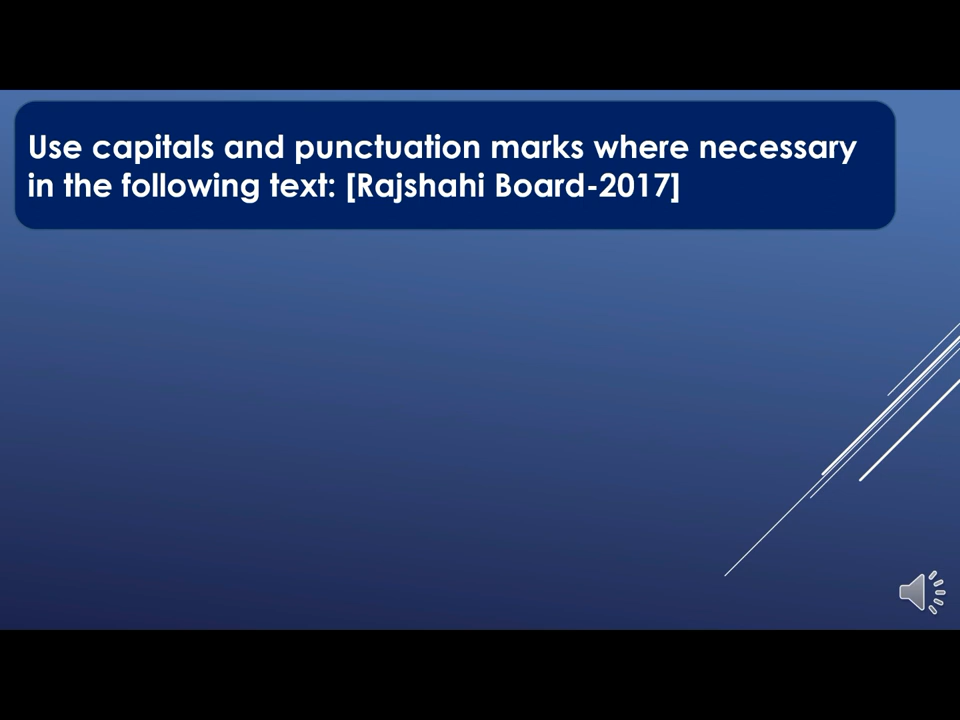 Use capitals and punctuation marks where necessary
in the following text: [Rajshahi Board-2017]